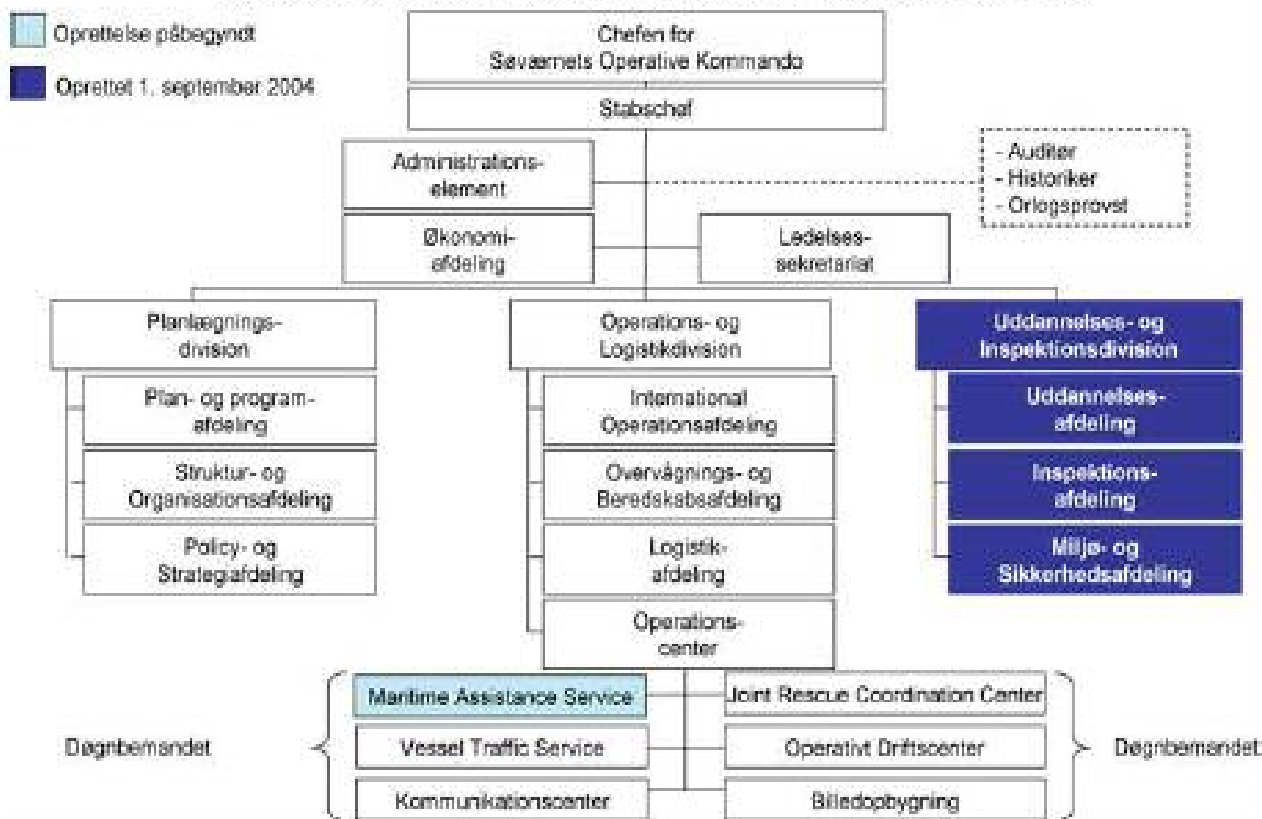 Oprettelse påbegyndt
Oprettet 1. september 2004
Chefen for
Søværnets Operative Kommando
Stabschef
Administrations-
element
- Auditør
- Historiker
- Orlogsprovst
Økonomi-
afdeling
Ledelses-
sekretariat
Planlægnings-
division
Operations- og
Logistikdivision
Uddannelses- og
Inspektionsdivision
Plan- og program-
afdeling
International
Operationsafdeling
Uddannelses-
afdeling
Struktur- og
Organisationsafdeling
Overvågnings- og
Beredskabsafdeling
Inspektions-
afdeling
Policy- og
Strategiafdeling
Logistik-
afdeling
Miljø- og
Sikkerhedsafdeling
Operations-
center
Maritime Assistance Service
Joint Rescue Coordination Center
Døgnbemandet
Vessel Traffic Service
Operativt Driftscenter
Døgnbemandet
Kommunikationscenter
Billedopbygning